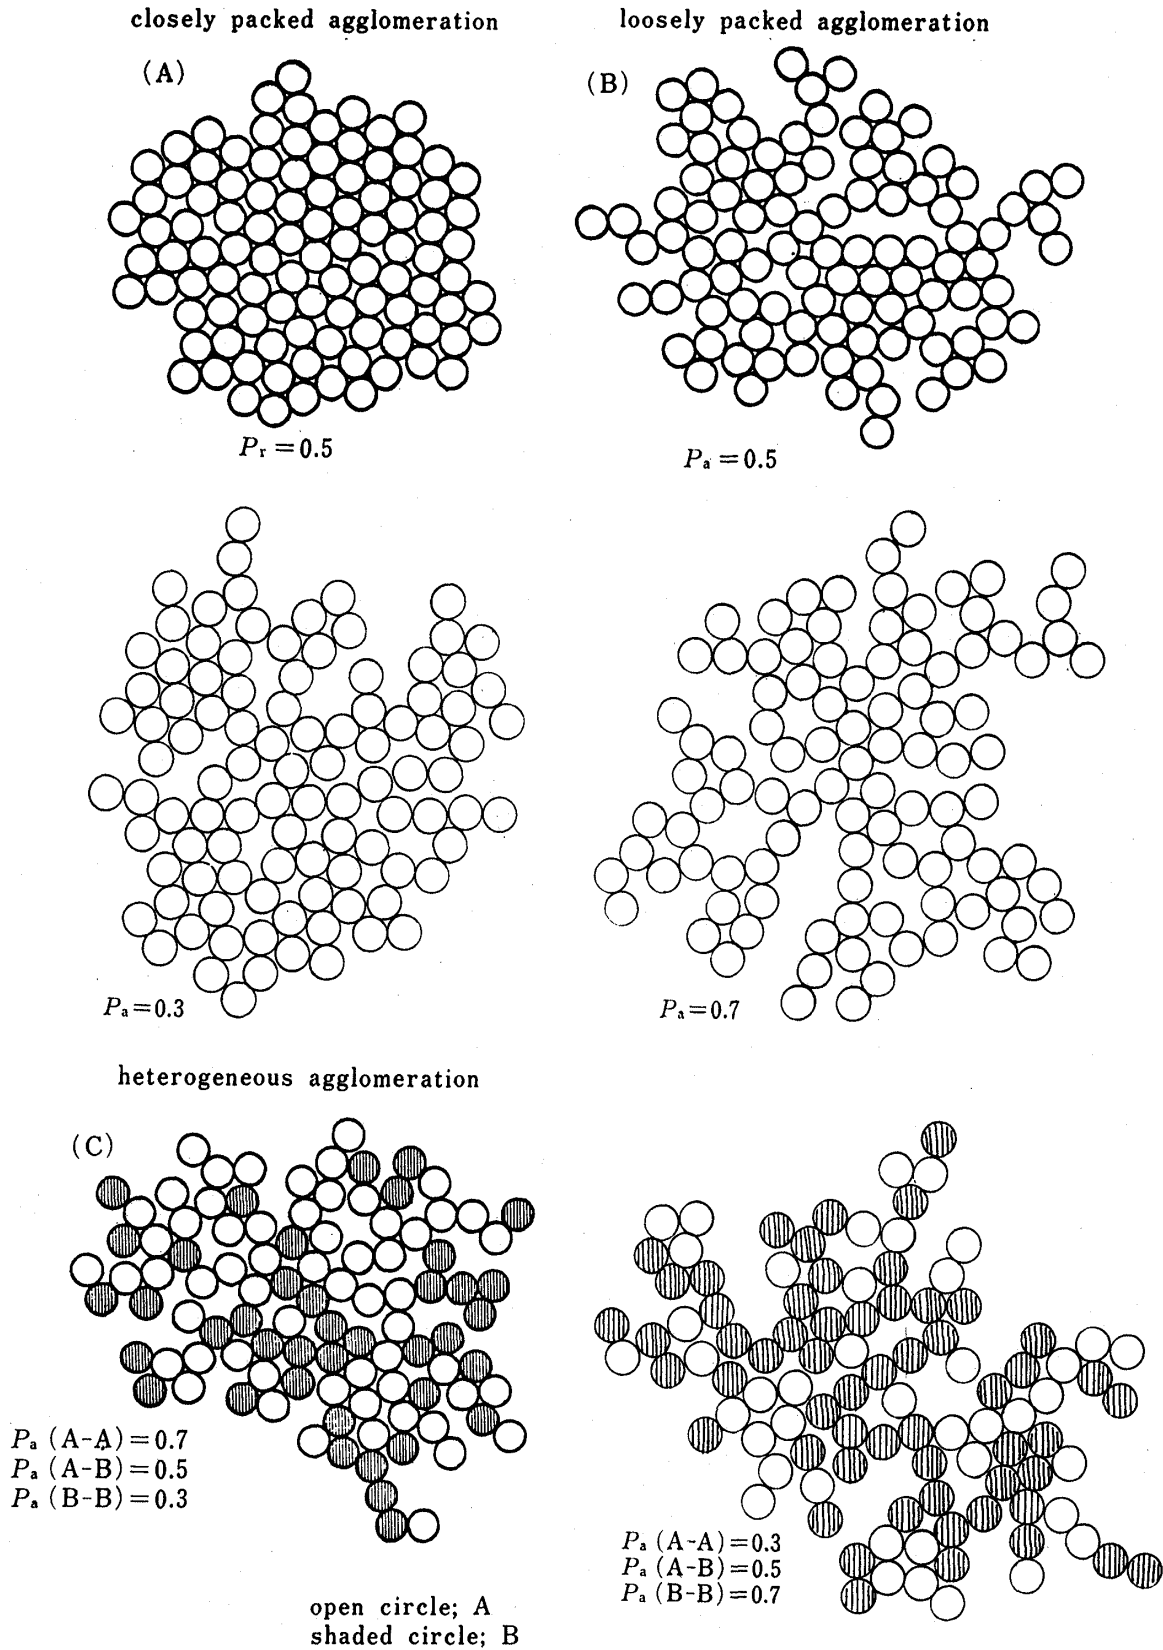 closely packed agglomeration
loosely packed agglomeration
(A)
(B)
Pr = 0.5
Pa = 0.5
Pa = 0.3
Pa = 0.7
heterogeneous agglomeration
(C)
Pa (A-A) = 0.7
Pa (A-B) = 0.5
Pa (B-B) = 0.3
Pa (A-A) = 0.3
Pa (A-B) = 0.5
Pa (B-B) = 0.7
open circle; A
shaded circle; B